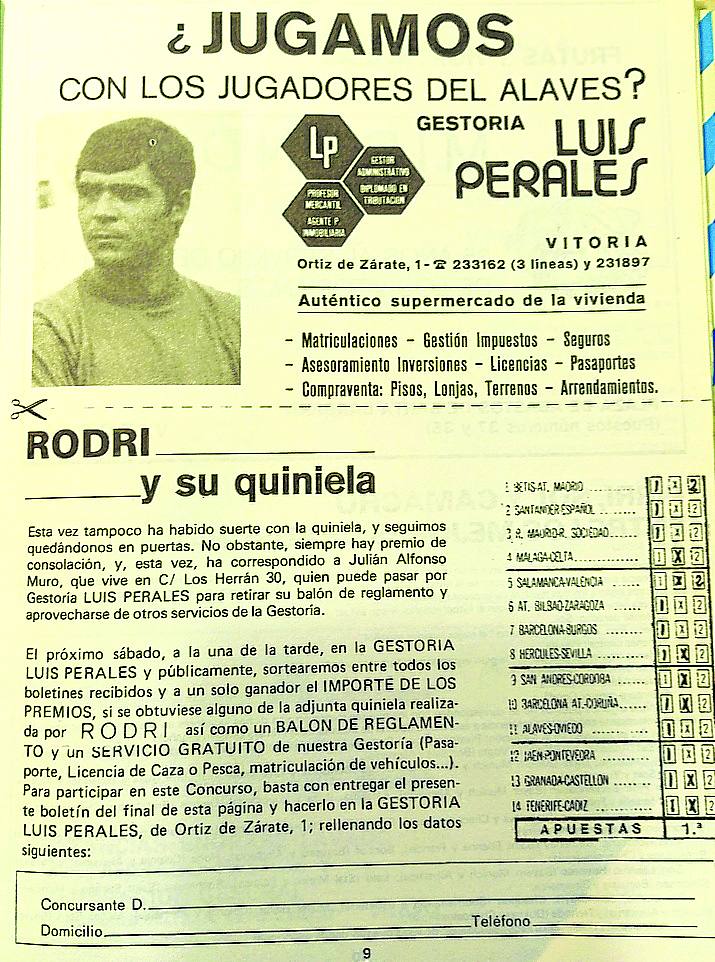 ¿JUGAMOS
CON LOS JUGADORES DEL ALAVES?
GESTORIA LUIS
PERALES
LP
GESTOR
ADMINISTRATIVO
DIPLOMADO EN
TRIBUTACION
PROFESOR
MERCANTIL
AGENTE P.
INMOBILIARIA
VITORIA
Ortiz de Zárate, 1 - ☎ 233162 (3 lineas) y 231897
Auténtico supermercado de la vivienda
- Matriculaciones - Gestión Impuestos - Seguros
- Asesoramiento Inversiones - Licencias - Pasaportes
- Compraventa: Pisos, Lonjas, Terrenos - Arrendamientos.
RODRI
y su quiniela
Esta vez tampoco ha habido suerte con la quiniela, y seguimos
quedándonos en puertas. No obstante, siempre hay premio de
consolación, y, esta vez, ha correspondido a Julián Alfonso
Muro, que vive en C/ Los Herrán 30, quien puede pasar por
Gestoría LUIS PERALES para retirar su balón de reglamento y
aprovecharse de otros servicios de la Gestoría.
El próximo sábado, a la una de la tarde, en la GESTORIA
LUIS PERALES y públicamente, sortearemos entre todos los
boletines recibidos y a un solo ganador el IMPORTE DE LOS
PREMIOS, si se obtuviese alguno de la adjunta quiniela realiza-
da por RODRI así como un BALON DE REGLAMEN-
TO y un SERVICIO GRATUITO de nuestra Gestoría (Pasa-
porte, Licencia de Caza o Pesca, matriculación de vehículos...).
Para participar en este Concurso, basta con entregar el presen-
te boletín del final de esta página y hacerlo en la GESTORIA
LUIS PERALES, de Ortiz de Zárate, 1; rellenando los datos
siguientes:
1 BETIS-AT. MADRID 1 X 2
2 SANTANDER-ESPAÑOL 1 X 2
3 R. MADRID-R. SOCIEDAD 1 X 2
4 MALAGA-CELTA 1 X 2
5 SALAMANCA-VALENCIA 1 X 2
6 AT. BILBAO-ZARAGOZA 1 X 2
7 BARCELONA-BURGOS 1 X 2
8 HERCULES-SEVILLA 1 X 2
9 SAN ANDRES-CORDOBA 1 X 2
10 BARCELONA AT.-CORUÑA 1 X 2
11 ALAVES-OVIEDO 1 X 2
12 JAEN-PONTEVEDRA 1 X 2
13 GRANADA-CASTELLON 1 X 2
14 TENERIFE-CADIZ 1 X 2
APUESTAS 1.ª
Concursante D.
Domicilio Teléfono
9